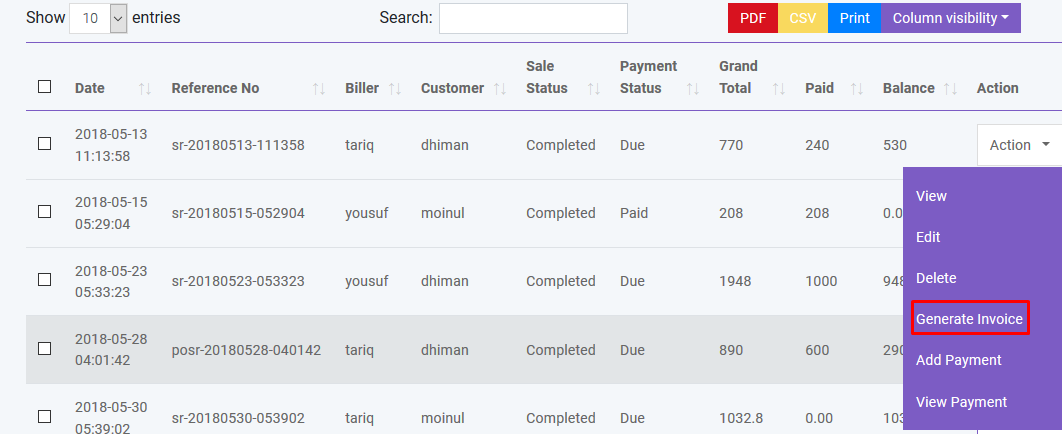 Show 10 entries Search: PDF CSV Print Column visibility
Date Reference No Biller Customer Sale Status Payment Status Grand Total Paid Balance Action
2018-05-13 11:13:58 sr-20180513-111358 tariq dhiman Completed Due 770 240 530 Action
2018-05-15 05:29:04 sr-20180515-052904 yousuf moinul Completed Paid 208 208 0.0
2018-05-23 05:33:23 sr-20180523-053323 yousuf dhiman Completed Due 1948 1000 948
2018-05-28 04:01:42 posr-20180528-040142 tariq dhiman Completed Due 890 600 290
2018-05-30 05:39:02 sr-20180530-053902 tariq moinul Completed Due 1032.8 0.00
View
Edit
Delete
Generate Invoice
Add Payment
View Payment